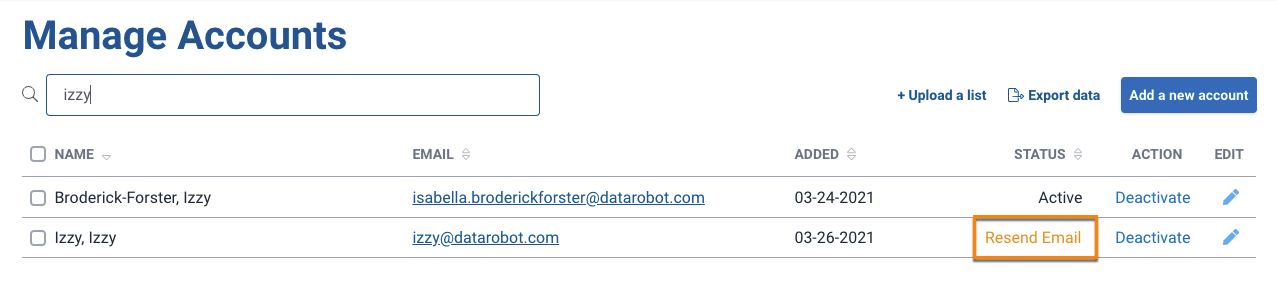 Manage Accounts
izzy
+ Upload a list Export data Add a new account
NAME EMAIL ADDED STATUS ACTION EDIT
Broderick-Forster, Izzy isabella.broderickforster@datarobot.com 03-24-2021 Active Deactivate
Izzy, Izzy izzy@datarobot.com 03-26-2021 Resend Email Deactivate